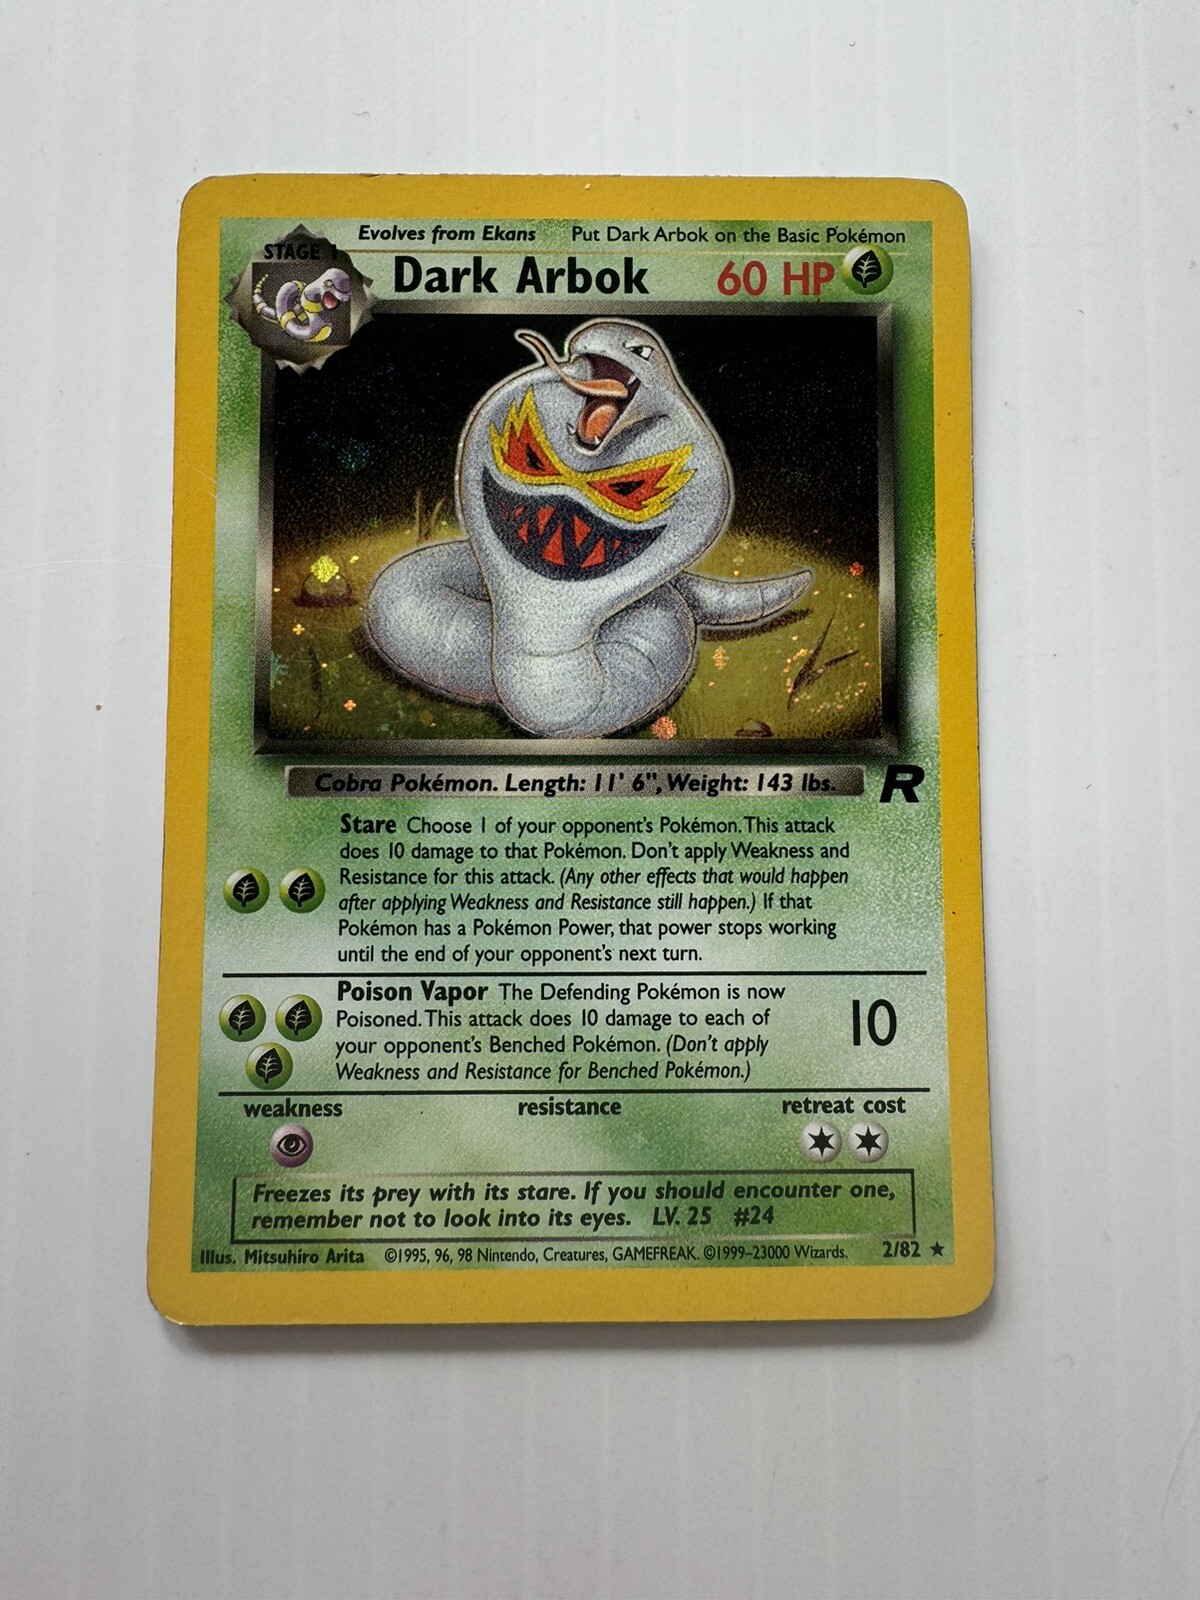 Evolves from Ekans Put Dark Arbok on the Basic Pokémon
STAGE 1
Dark Arbok 60 HP
Cobra Pokémon. Length: 11' 6", Weight: 143 lbs.
R
Stare Choose 1 of your opponent's Pokémon. This attack
does 10 damage to that Pokémon. Don't apply Weakness and
Resistance for this attack. (Any other effects that would happen
after applying Weakness and Resistance still happen.) If that
Pokémon has a Pokémon Power, that power stops working
until the end of your opponent's next turn.
Poison Vapor The Defending Pokémon is now
Poisoned. This attack does 10 damage to each of
your opponent's Benched Pokémon. (Don't apply
Weakness and Resistance for Benched Pokémon.)
10
weakness resistance retreat cost
Freezes its prey with its stare. If you should encounter one,
remember not to look into its eyes. LV. 25 #24
Illus. Mitsuhiro Arita ©1995, 96, 98 Nintendo, Creatures, GAMEFREAK. ©1999–23000 Wizards. 2/82 ★